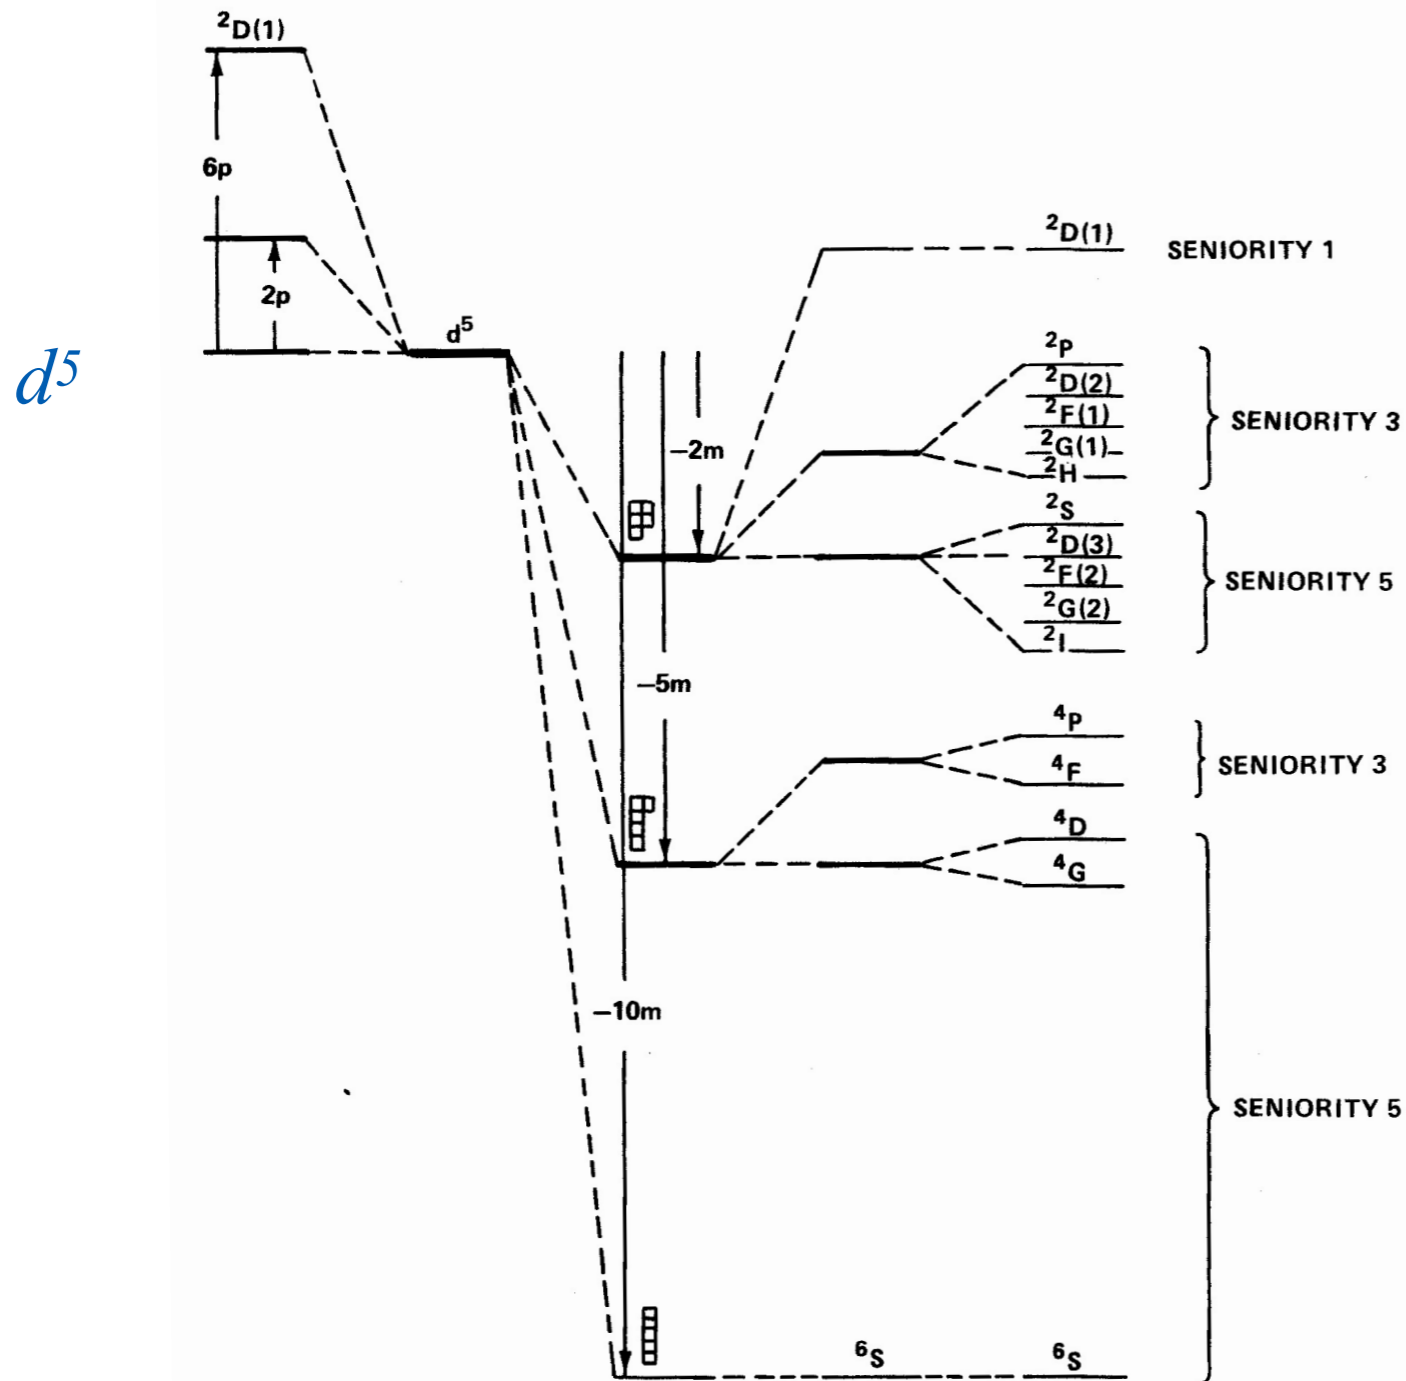 ²D(1)
6p
2p
d⁵
d⁵
−2m
−5m
−10m
²D(1)
SENIORITY 1
²P
²D(2)
²F(1)
²G(1)
²H
SENIORITY 3
²S
²D(3)
²F(2)
²G(2)
²I
SENIORITY 5
⁴P
⁴F
SENIORITY 3
⁴D
⁴G
SENIORITY 5
⁶S
⁶S